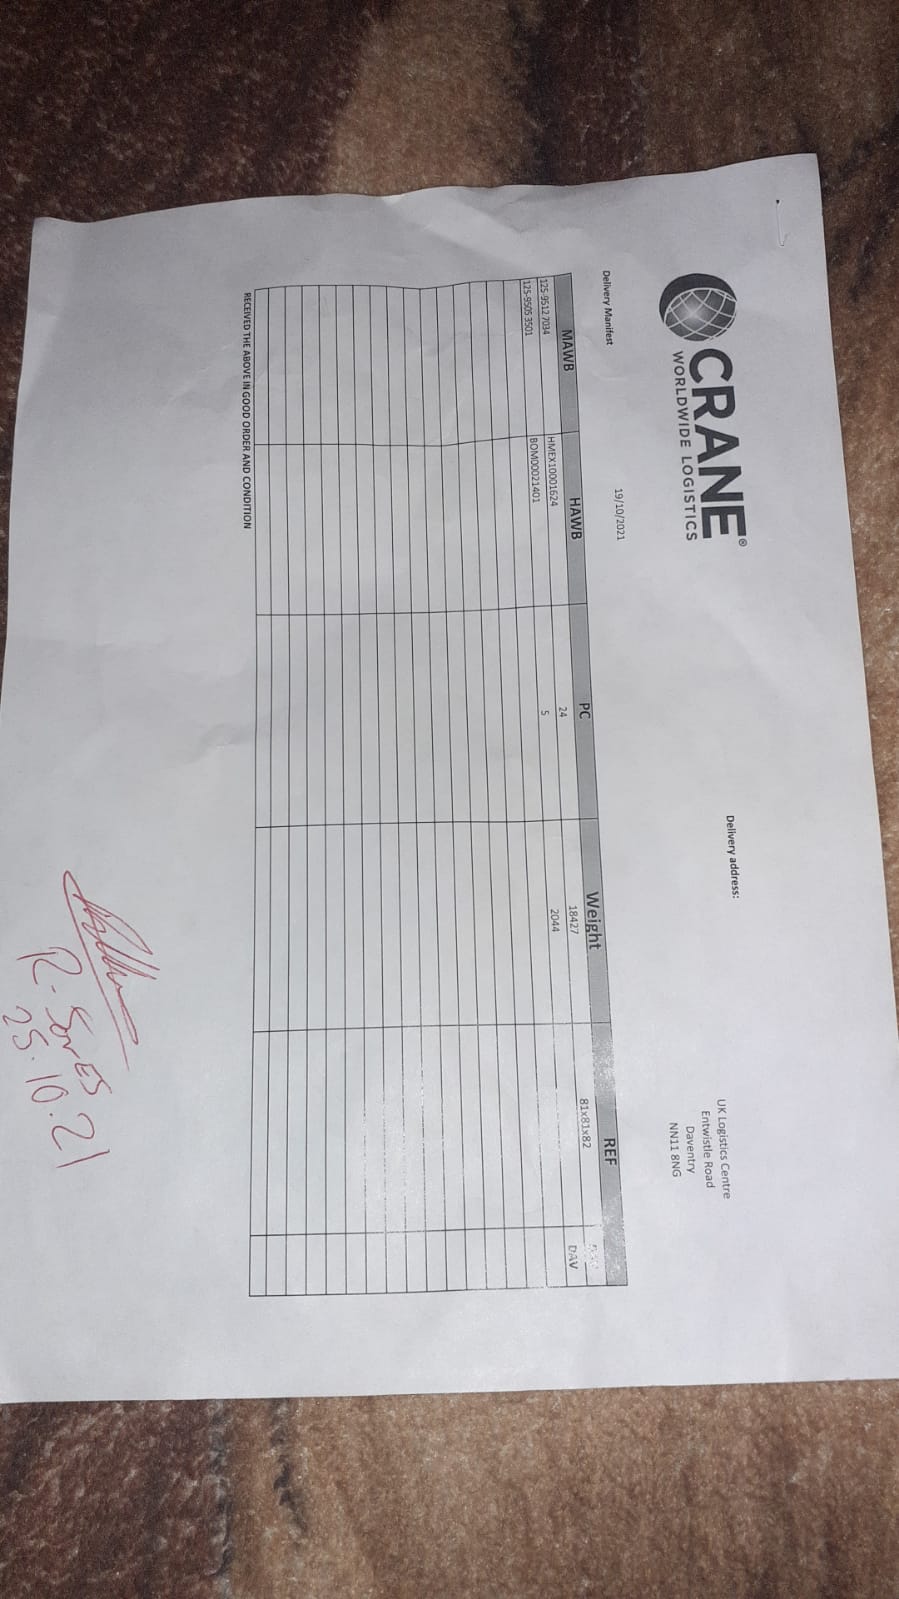 CRANE®
WORLDWIDE LOGISTICS
Delivery address:
UK Logistics Centre
Entwistle Road
Daventry
NN11 8NG
Delivery Manifest 19/10/2021
MAWB HAWB PC Weight REF
125-9512 7034 HMEX10001624 24 18427 81x81x82
125-9505 3501 BOM00021401 5 2044 DAV
RECEIVED THE ABOVE IN GOOD ORDER AND CONDITION
25.10.21